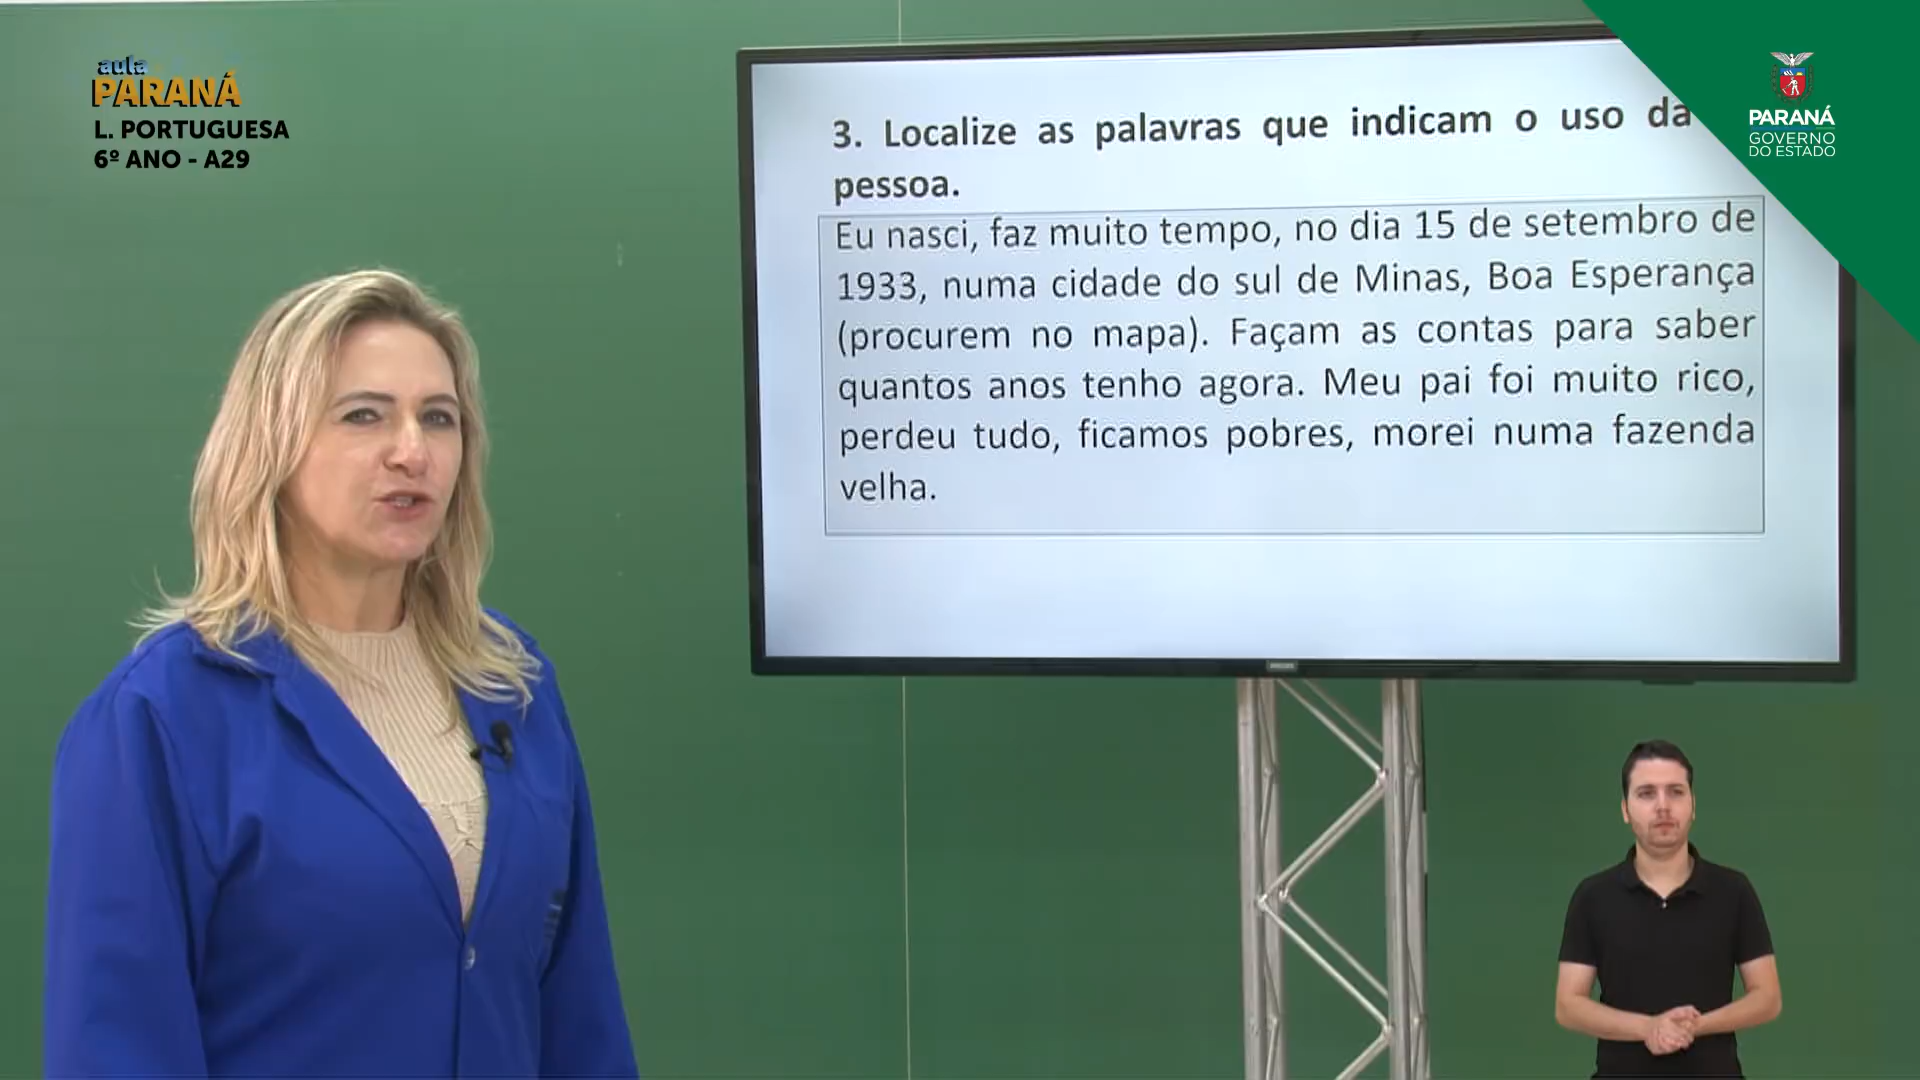 aula
PARANÁ
L. PORTUGUESA
6º ANO - A29
3. Localize as palavras que indicam o uso da
pessoa.
Eu nasci, faz muito tempo, no dia 15 de setembro de
1933, numa cidade do sul de Minas, Boa Esperança
(procurem no mapa). Façam as contas para saber
quantos anos tenho agora. Meu pai foi muito rico,
perdeu tudo, ficamos pobres, morei numa fazenda
velha.
PARANÁ
GOVERNO
DO ESTADO